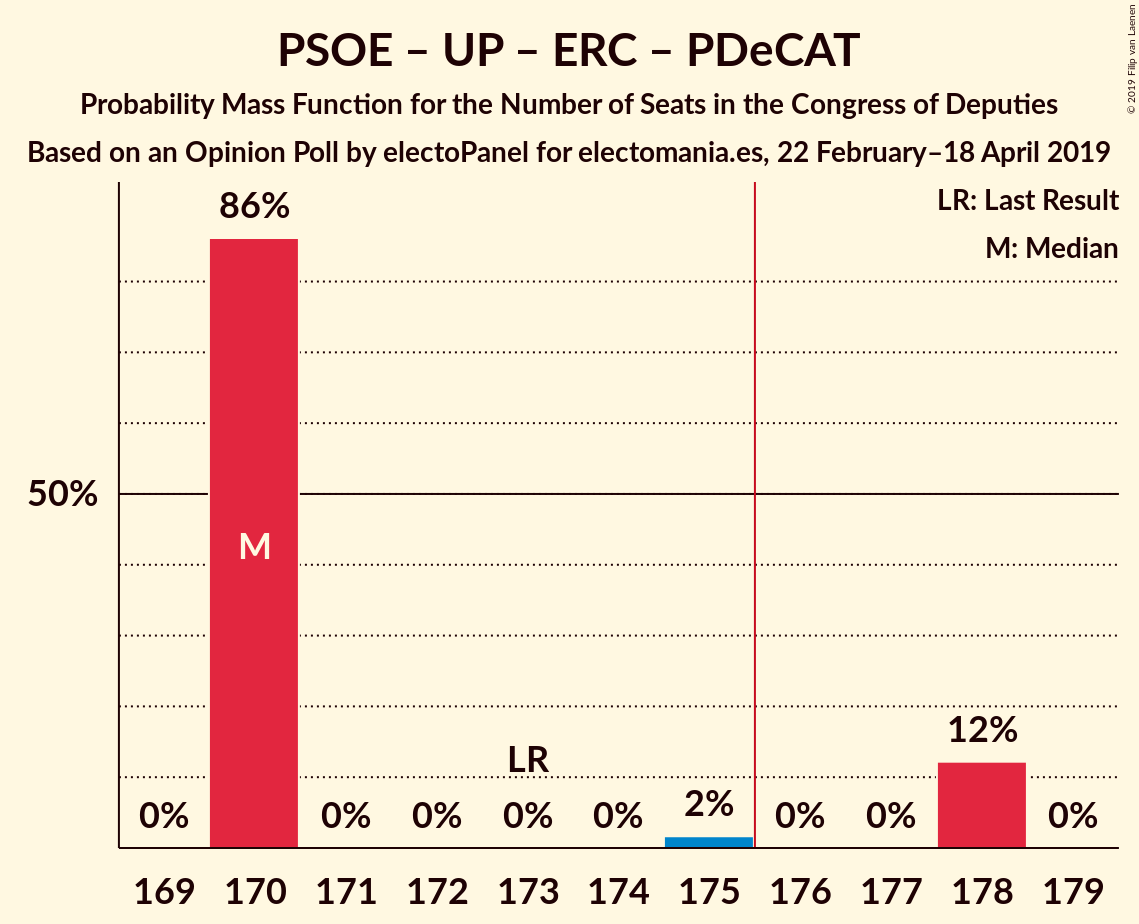 PSOE – UP – ERC – PDeCAT
Probability Mass Function for the Number of Seats in the Congress of Deputies
Based on an Opinion Poll by electoPanel for electomania.es, 22 February–18 April 2019
© 2019 Filip van Laenen
LR: Last Result
M: Median
86%
50%
M
12%
LR
0% 0% 0% 0% 0% 2% 0% 0% 0%
169 170 171 172 173 174 175 176 177 178 179